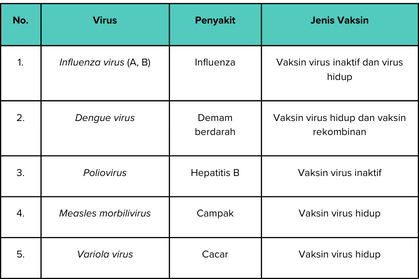 No. Virus Penyakit Jenis Vaksin
1. Influenza virus (A, B) Influenza Vaksin virus inaktif dan virus
hidup
2. Dengue virus Demam
berdarah Vaksin virus hidup dan vaksin
rekombinan
3. Poliovirus Hepatitis B Vaksin virus inaktif
4. Measles morbilivirus Campak Vaksin virus hidup
5. Variola virus Cacar Vaksin virus hidup